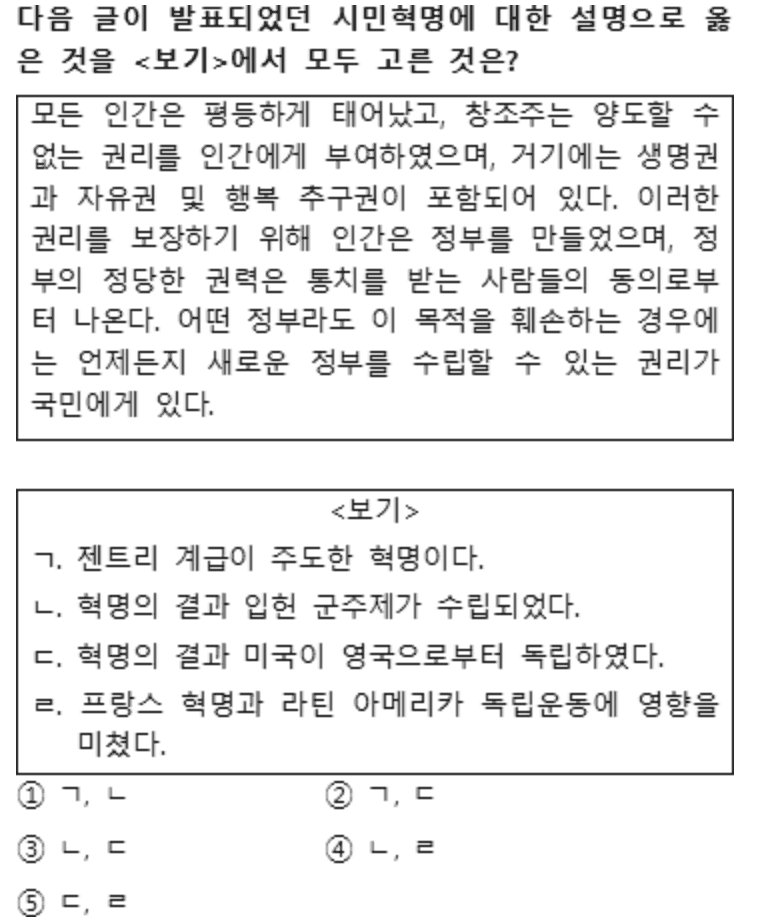 다음 글이 발표되었던 시민혁명에 대한 설명으로 옳
은 것을 <보기>에서 모두 고른 것은?
모든 인간은 평등하게 태어났고, 창조주는 양도할 수
없는 권리를 인간에게 부여하였으며, 거기에는 생명권
과 자유권 및 행복 추구권이 포함되어 있다. 이러한
권리를 보장하기 위해 인간은 정부를 만들었으며, 정
부의 정당한 권력은 통치를 받는 사람들의 동의로부
터 나온다. 어떤 정부라도 이 목적을 훼손하는 경우에
는 언제든지 새로운 정부를 수립할 수 있는 권리가
국민에게 있다.
<보기>
ㄱ. 젠트리 계급이 주도한 혁명이다.
ㄴ. 혁명의 결과 입헌 군주제가 수립되었다.
ㄷ. 혁명의 결과 미국이 영국으로부터 독립하였다.
ㄹ. 프랑스 혁명과 라틴 아메리카 독립운동에 영향을
미쳤다.
① ㄱ, ㄴ ② ㄱ, ㄷ
③ ㄴ, ㄷ ④ ㄴ, ㄹ
⑤ ㄷ, ㄹ